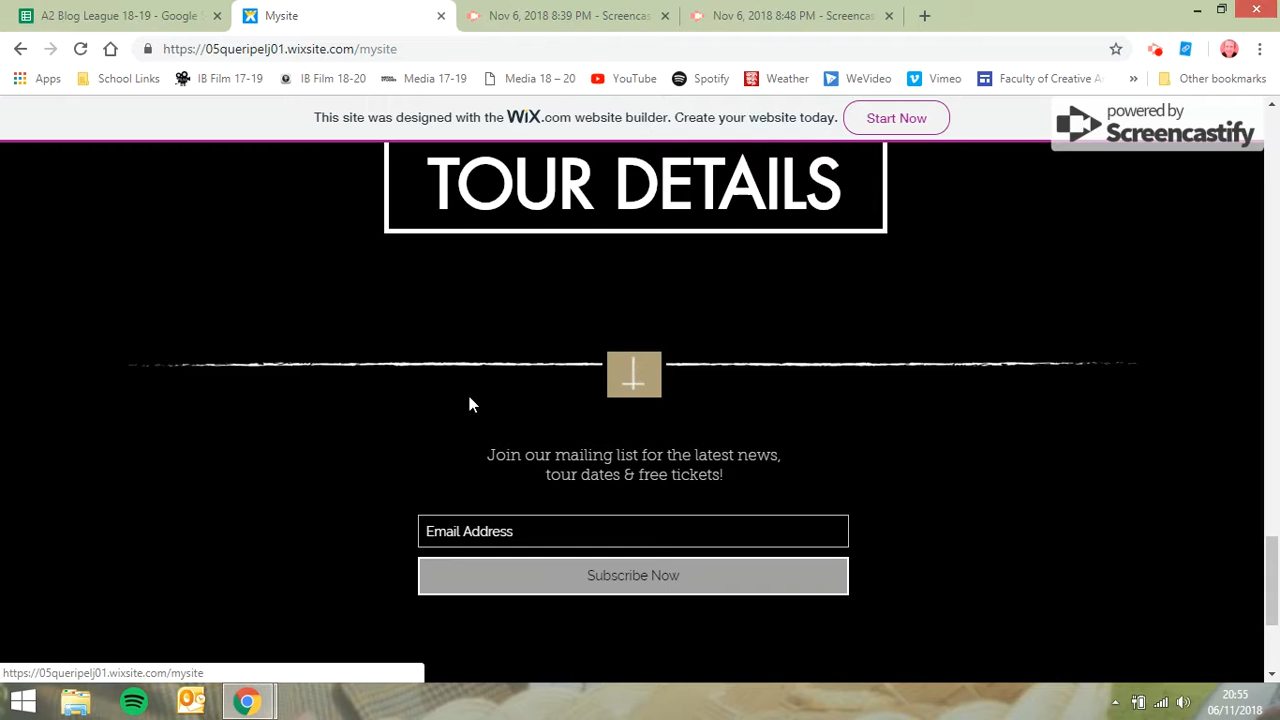 A2 Blog League 18-19 - Google
Mysite
Nov 6, 2018 8:39 PM - Screencas
Nov 6, 2018 8:48 PM - Screencas
https://05queripelj01.wixsite.com/mysite
Apps
School Links
IB Film 17-19
IB Film 18-20
Media 17-19
Media 18 – 20
YouTube
Spotify
Weather
WeVideo
Vimeo
Faculty of Creative A
Other bookmarks
This site was designed with the WiX.com website builder. Create your website today.
Start Now
powered by
Screencastify
TOUR DETAILS
Join our mailing list for the latest news,
tour dates & free tickets!
Email Address
Subscribe Now
https://05queripelj01.wixsite.com/mysite
20:55
06/11/2018